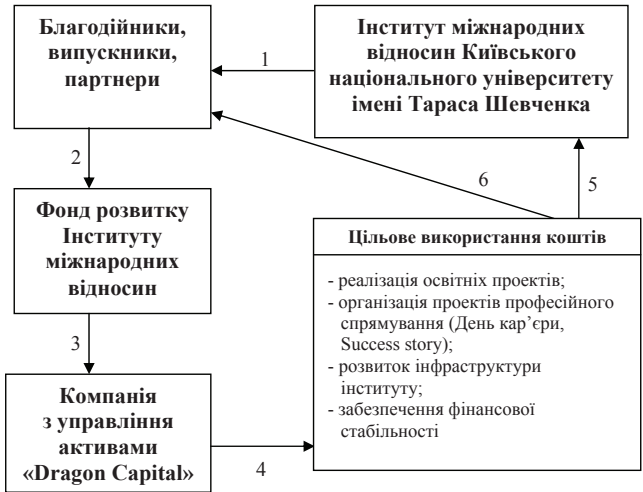 Благодійники,
випускники,
партнери
1
Інститут міжнародних
відносин Київського
національного університету
імені Тараса Шевченка
2
6
5
Фонд розвитку
Інституту
міжнародних
відносин
3
Компанія
з управління
активами
«Dragon Capital»
4
Цільове використання коштів
- реалізація освітніх проектів;
- організація проектів професійного
спрямування (День кар’єри,
Success story);
- розвиток інфраструктури
інституту;
- забезпечення фінансової
стабільності